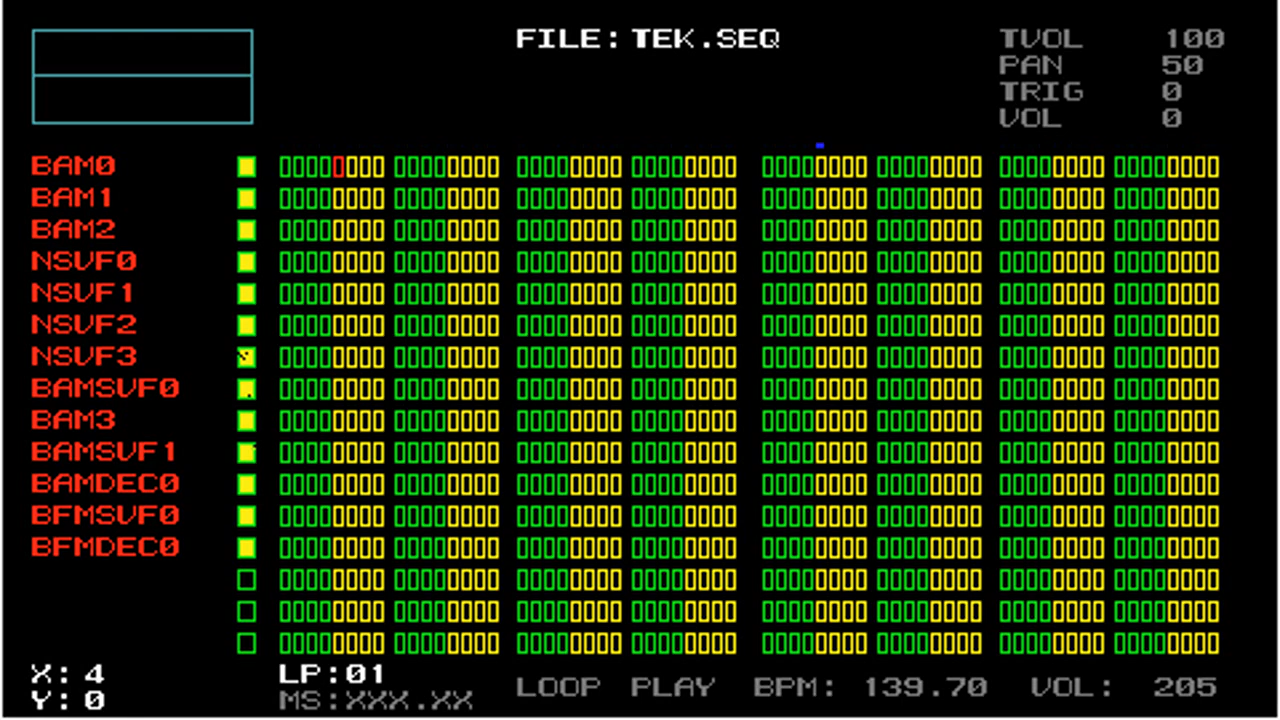 FILE: TEK.SEQ
TVOL 100
PAN 50
TRIG 0
VOL 0
BAM0
BAM1
BAM2
NSVF0
NSVF1
NSVF2
NSVF3
BAMSVF0
BAM3
BAMSVF1
BAMDEC0
BFMSVF0
BFMDEC0
X: 4
Y: 0
LP:01
MS:XXX.XX
LOOP PLAY BPM: 139.70 VOL: 205